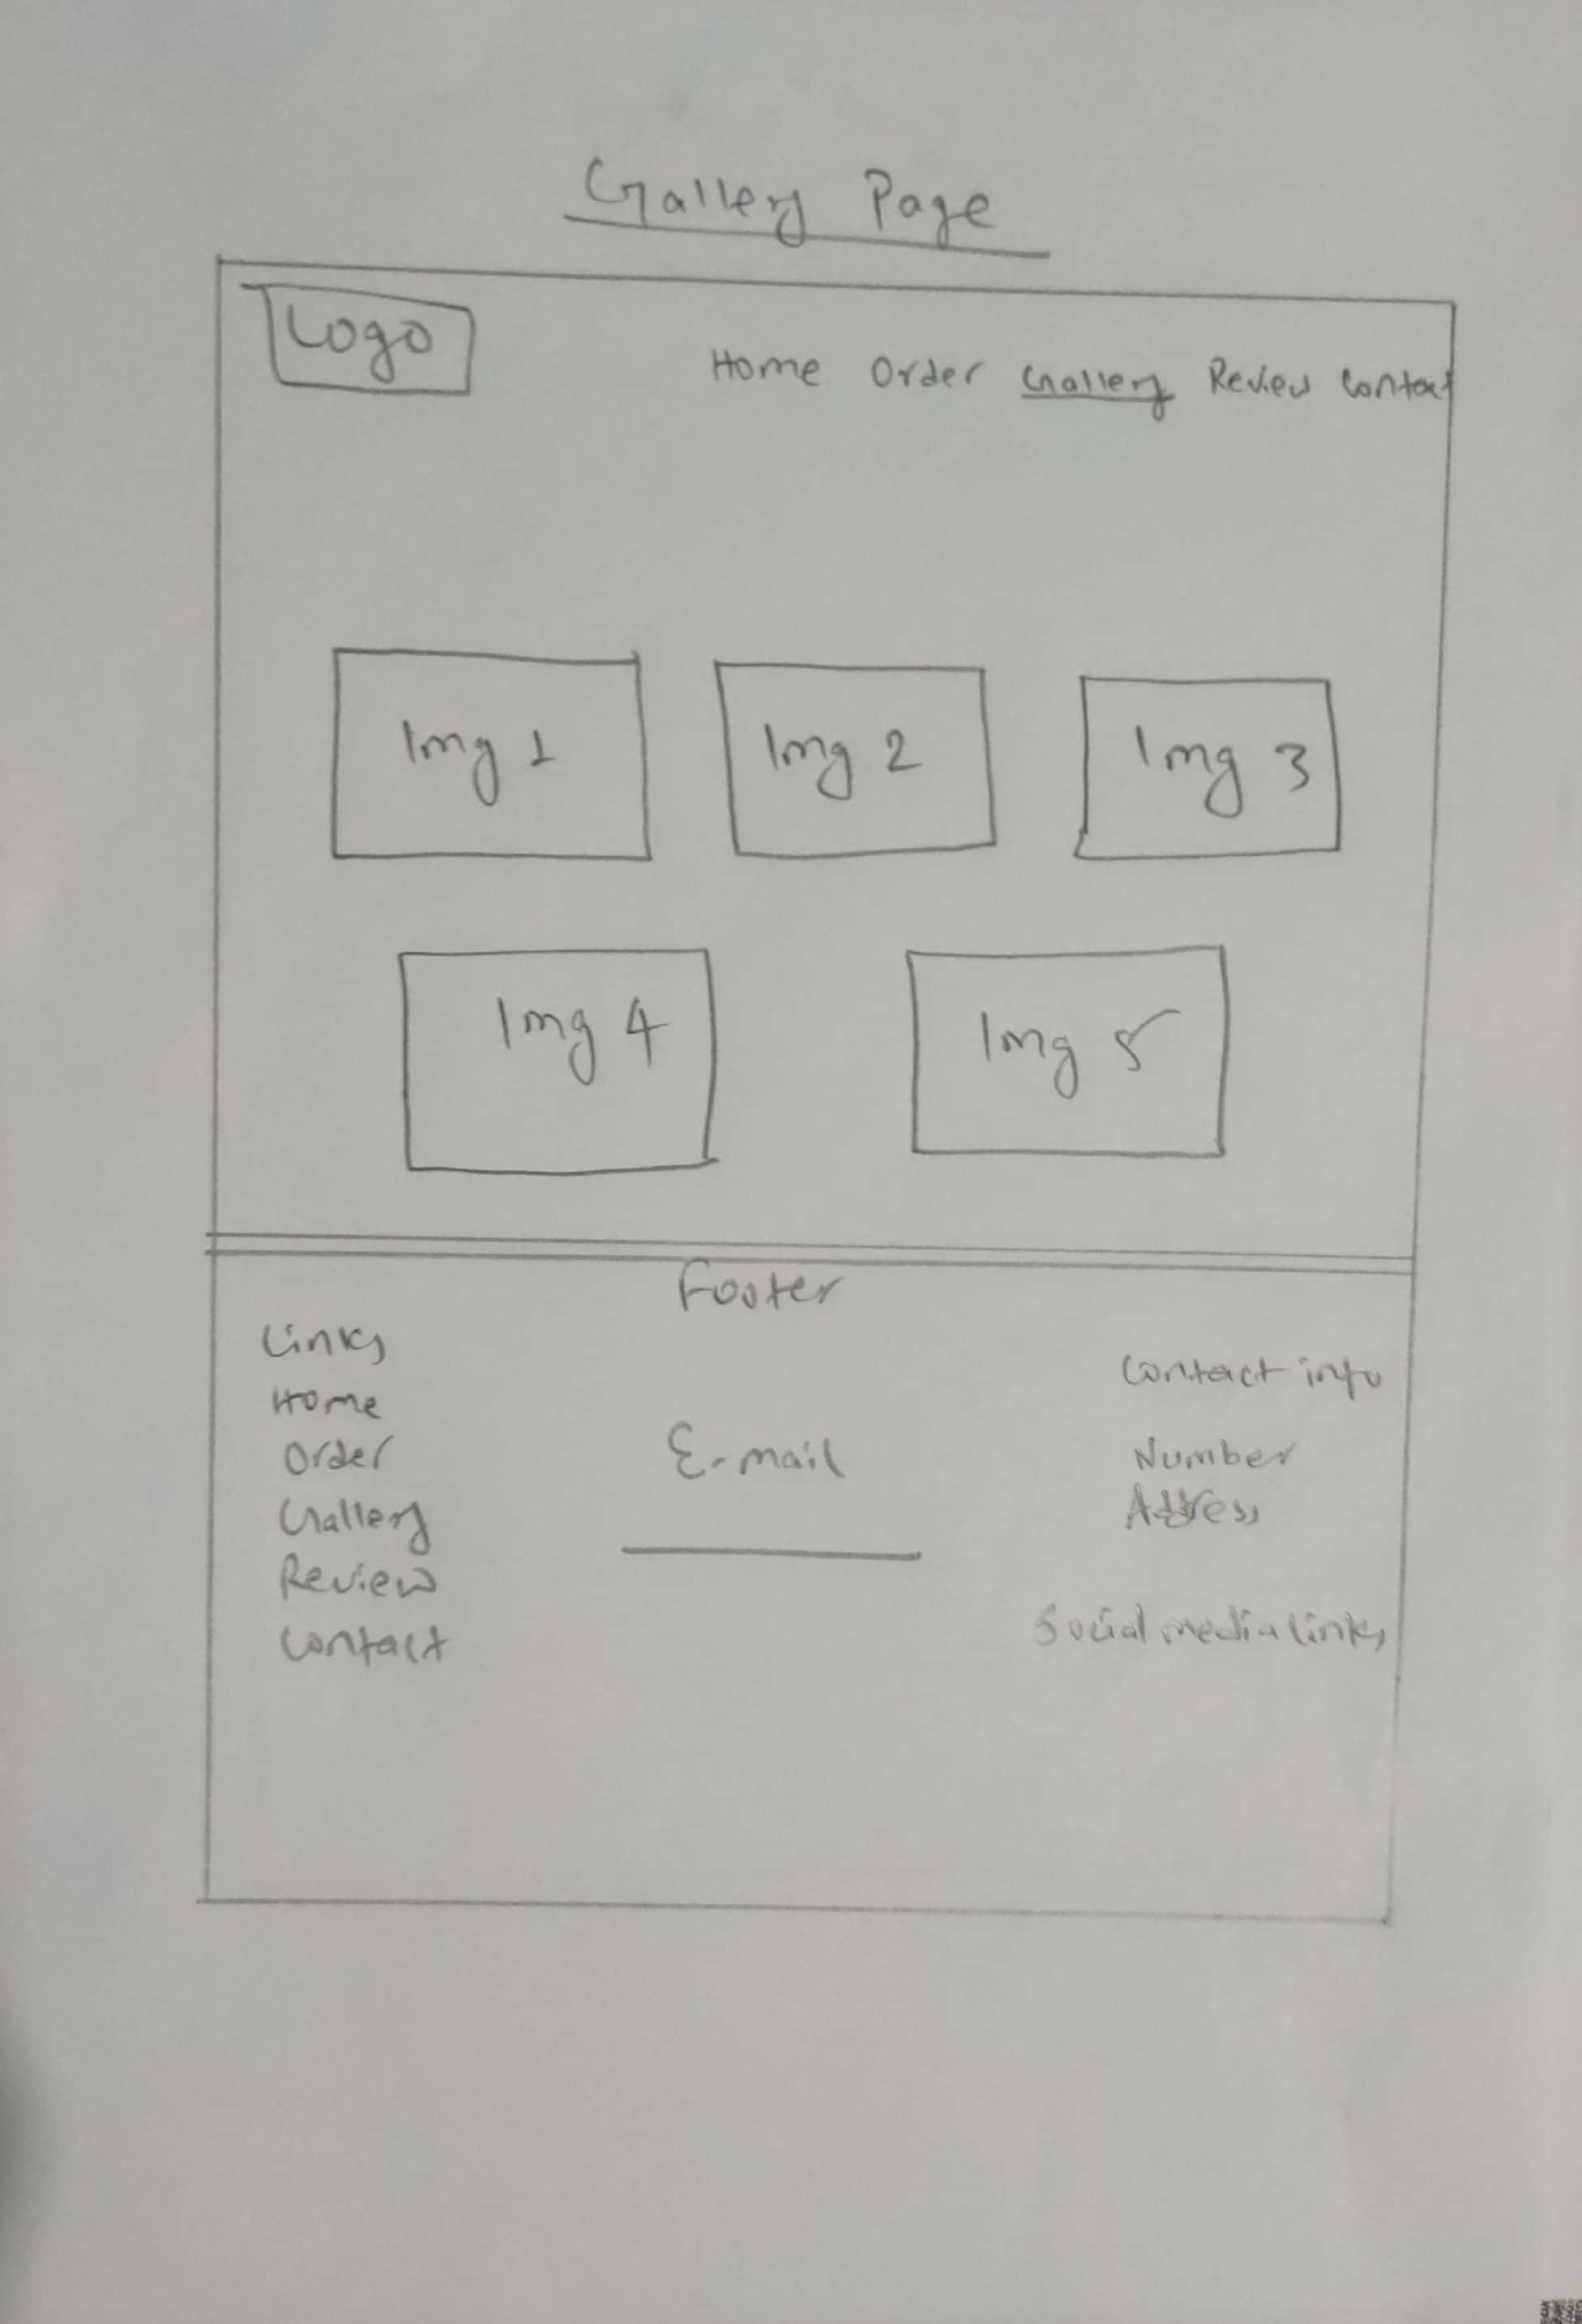 Gallery Page
Logo
Home Order Gallery Review Contact
Img 1 Img 2 Img 3
Img 4 Img 5
Footer
Links
Home
Order
Gallery
Review
Contact
E-mail
Contact info
Number
Address
Social media links